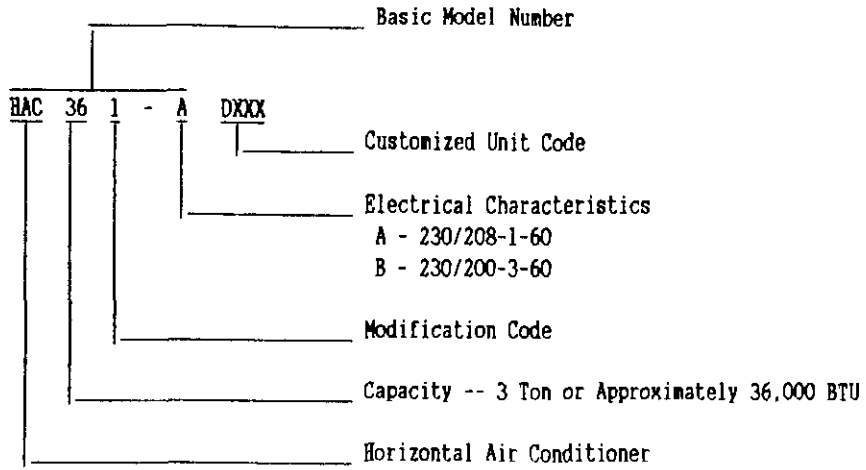 Basic Model Number
HAC 36 1 - A DXXX
Customized Unit Code
Electrical Characteristics
A - 230/208-1-60
B - 230/200-3-60
Modification Code
Capacity -- 3 Ton or Approximately 36,000 BTU
Horizontal Air Conditioner